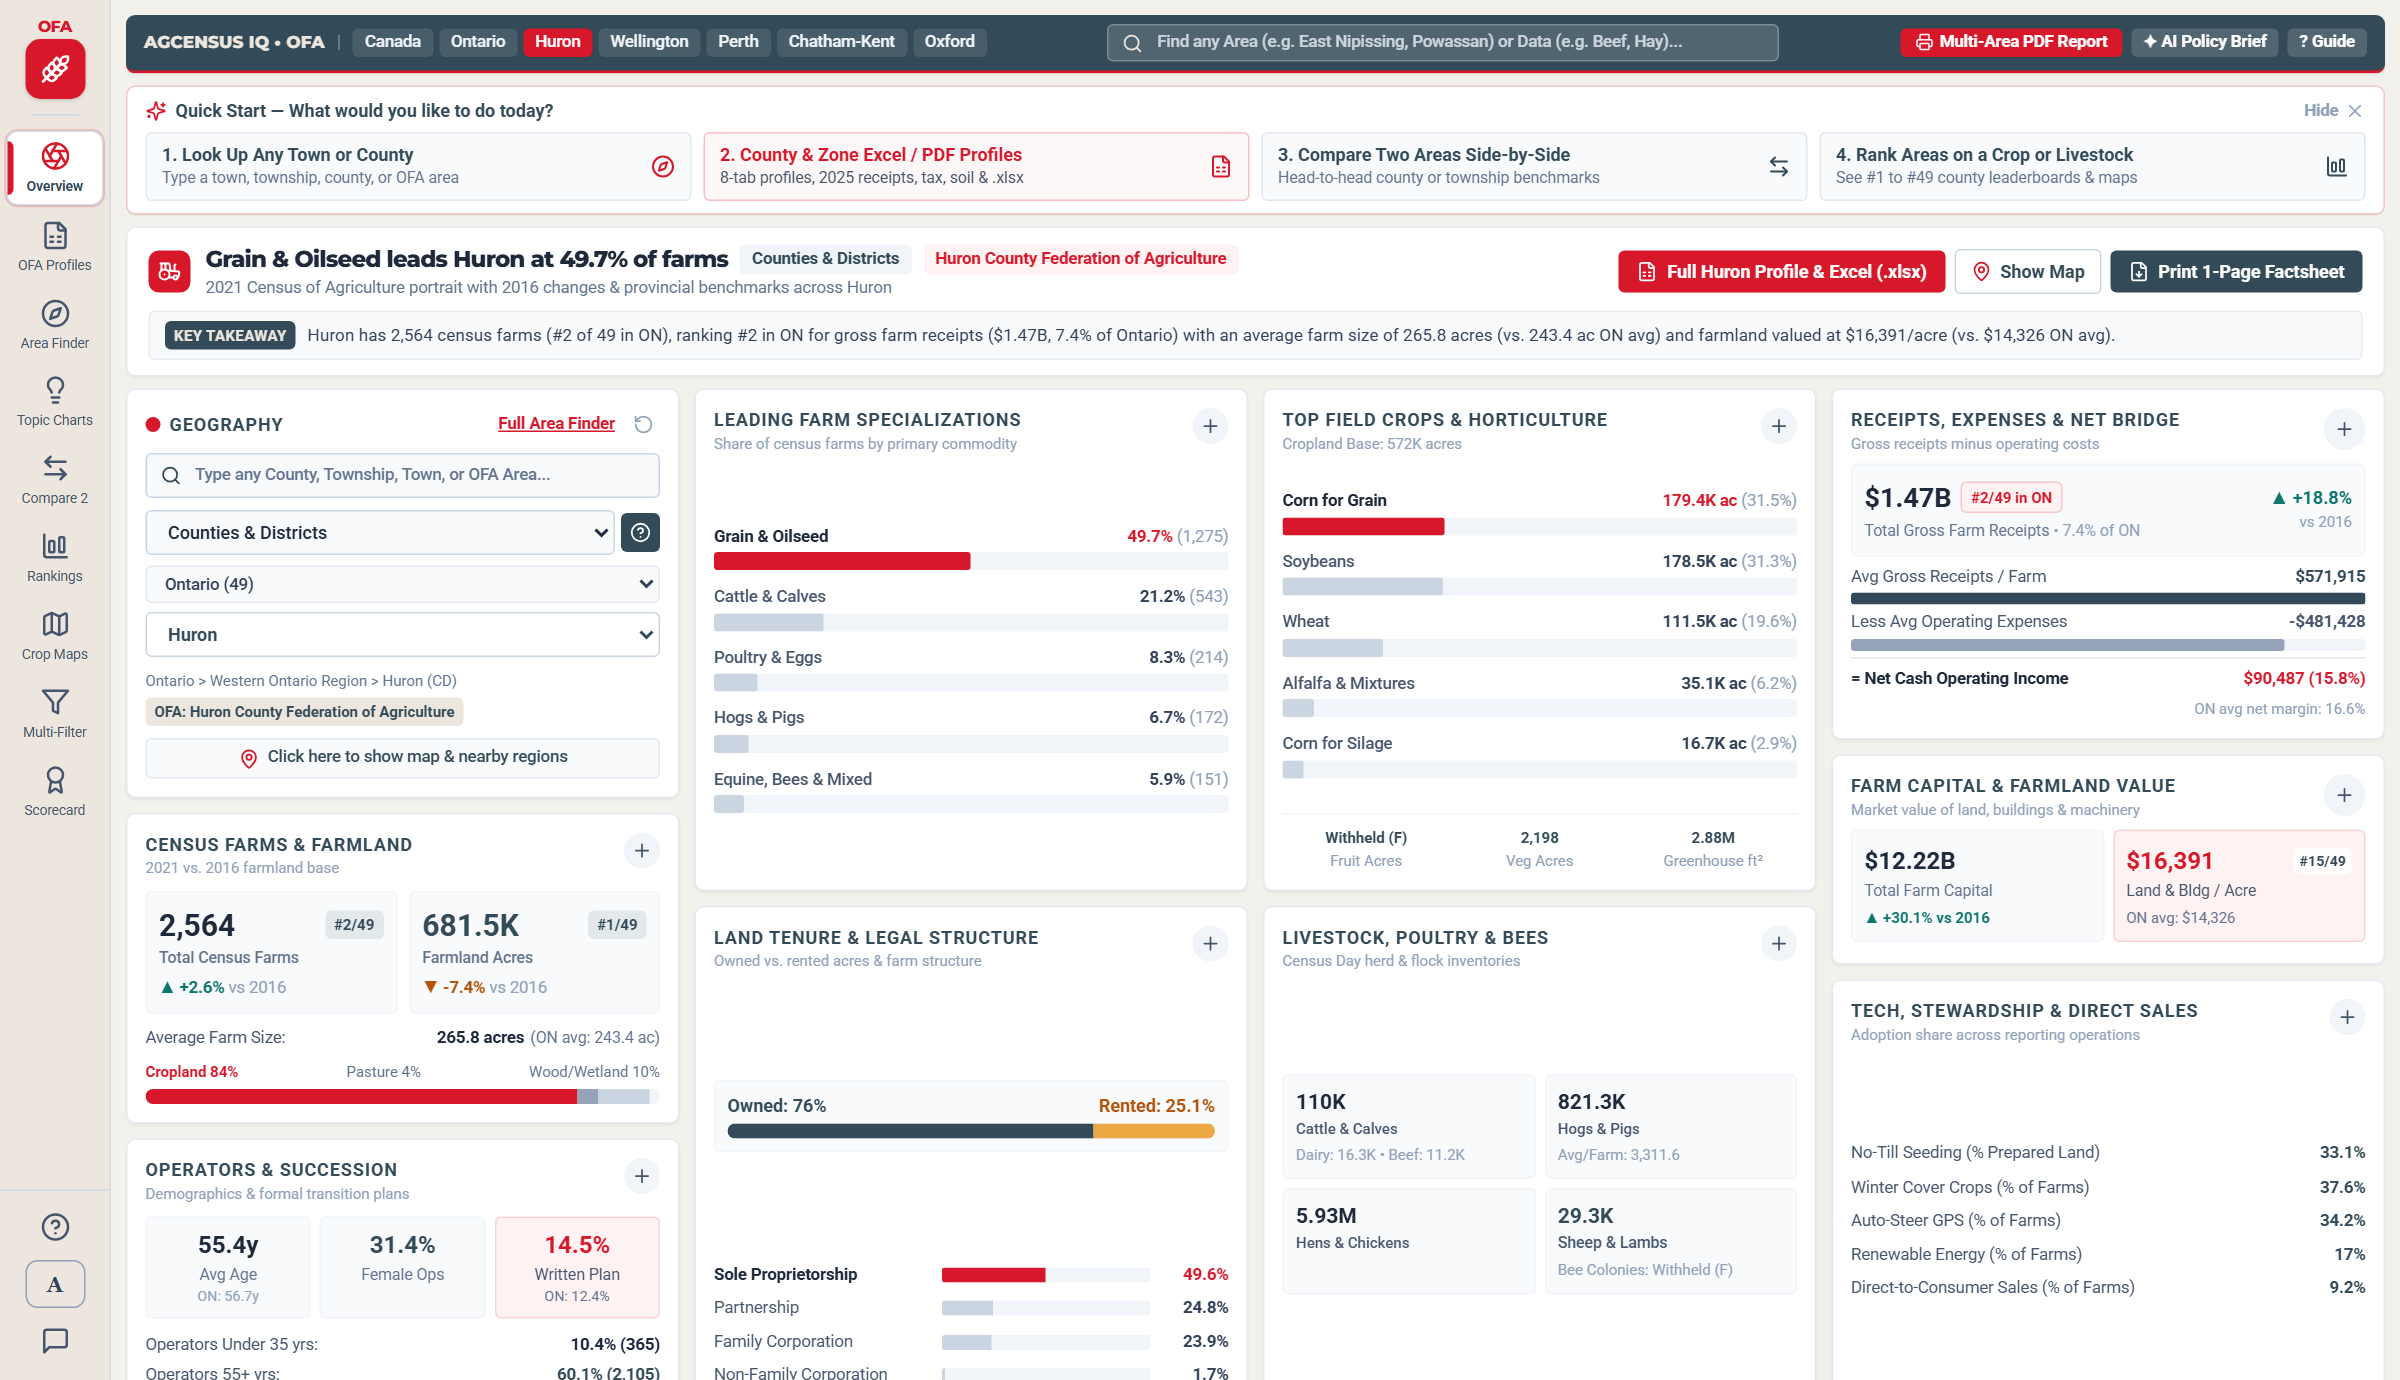 OFA
Overview
OFA Profiles
Area Finder
Topic Charts
Compare 2
Rankings
Crop Maps
Multi-Filter
Scorecard
A
AGCENSUS IQ • OFA
Canada
Ontario
Huron
Wellington
Perth
Chatham-Kent
Oxford
Find any Area (e.g. East Nipissing, Powassan) or Data (e.g. Beef, Hay)...
Multi-Area PDF Report
✦ AI Policy Brief
? Guide
Quick Start — What would you like to do today?
Hide
1. Look Up Any Town or County
Type a town, township, county, or OFA area
2. County & Zone Excel / PDF Profiles
8-tab profiles, 2025 receipts, tax, soil & .xlsx
3. Compare Two Areas Side-by-Side
Head-to-head county or township benchmarks
4. Rank Areas on a Crop or Livestock
See #1 to #49 county leaderboards & maps
Grain & Oilseed leads Huron at 49.7% of farms
Counties & Districts
Huron County Federation of Agriculture
2021 Census of Agriculture portrait with 2016 changes & provincial benchmarks across Huron
Full Huron Profile & Excel (.xlsx)
Show Map
Print 1-Page Factsheet
KEY TAKEAWAY
Huron has 2,564 census farms (#2 of 49 in ON), ranking #2 in ON for gross farm receipts ($1.47B, 7.4% of Ontario) with an average farm size of 265.8 acres (vs. 243.4 ac ON avg) and farmland valued at $16,391/acre (vs. $14,326 ON avg).
GEOGRAPHY
Full Area Finder
Type any County, Township, Town, or OFA Area...
Counties & Districts
Ontario (49)
Huron
Ontario > Western Ontario Region > Huron (CD)
OFA: Huron County Federation of Agriculture
Click here to show map & nearby regions
CENSUS FARMS & FARMLAND
2021 vs. 2016 farmland base
2,564 #2/49
Total Census Farms
▲ +2.6% vs 2016
681.5K #1/49
Farmland Acres
▼ -7.4% vs 2016
Average Farm Size: 265.8 acres (ON avg: 243.4 ac)
Cropland 84% Pasture 4% Wood/Wetland 10%
OPERATORS & SUCCESSION
Demographics & formal transition plans
55.4y
Avg Age
ON: 56.7y
31.4%
Female Ops
14.5%
Written Plan
ON: 12.4%
Operators Under 35 yrs: 10.4% (365)
Operators 55+ yrs: 60.1% (2,105)
LEADING FARM SPECIALIZATIONS
Share of census farms by primary commodity
Grain & Oilseed 49.7% (1,275)
Cattle & Calves 21.2% (543)
Poultry & Eggs 8.3% (214)
Hogs & Pigs 6.7% (172)
Equine, Bees & Mixed 5.9% (151)
LAND TENURE & LEGAL STRUCTURE
Owned vs. rented acres & farm structure
Owned: 76% Rented: 25.1%
Sole Proprietorship 49.6%
Partnership 24.8%
Family Corporation 23.9%
Non-Family Corporation 1.7%
TOP FIELD CROPS & HORTICULTURE
Cropland Base: 572K acres
Corn for Grain 179.4K ac (31.5%)
Soybeans 178.5K ac (31.3%)
Wheat 111.5K ac (19.6%)
Alfalfa & Mixtures 35.1K ac (6.2%)
Corn for Silage 16.7K ac (2.9%)
Withheld (F) 2,198 2.88M
Fruit Acres Veg Acres Greenhouse ft²
LIVESTOCK, POULTRY & BEES
Census Day herd & flock inventories
110K
Cattle & Calves
Dairy: 16.3K • Beef: 11.2K
821.3K
Hogs & Pigs
Avg/Farm: 3,311.6
5.93M
Hens & Chickens
29.3K
Sheep & Lambs
Bee Colonies: Withheld (F)
RECEIPTS, EXPENSES & NET BRIDGE
Gross receipts minus operating costs
$1.47B #2/49 in ON ▲ +18.8%
Total Gross Farm Receipts • 7.4% of ON vs 2016
Avg Gross Receipts / Farm $571,915
Less Avg Operating Expenses -$481,428
= Net Cash Operating Income $90,487 (15.8%)
ON avg net margin: 16.6%
FARM CAPITAL & FARMLAND VALUE
Market value of land, buildings & machinery
$12.22B
Total Farm Capital
▲ +30.1% vs 2016
$16,391 #15/49
Land & Bldg / Acre
ON avg: $14,326
TECH, STEWARDSHIP & DIRECT SALES
Adoption share across reporting operations
No-Till Seeding (% Prepared Land) 33.1%
Winter Cover Crops (% of Farms) 37.6%
Auto-Steer GPS (% of Farms) 34.2%
Renewable Energy (% of Farms) 17%
Direct-to-Consumer Sales (% of Farms) 9.2%